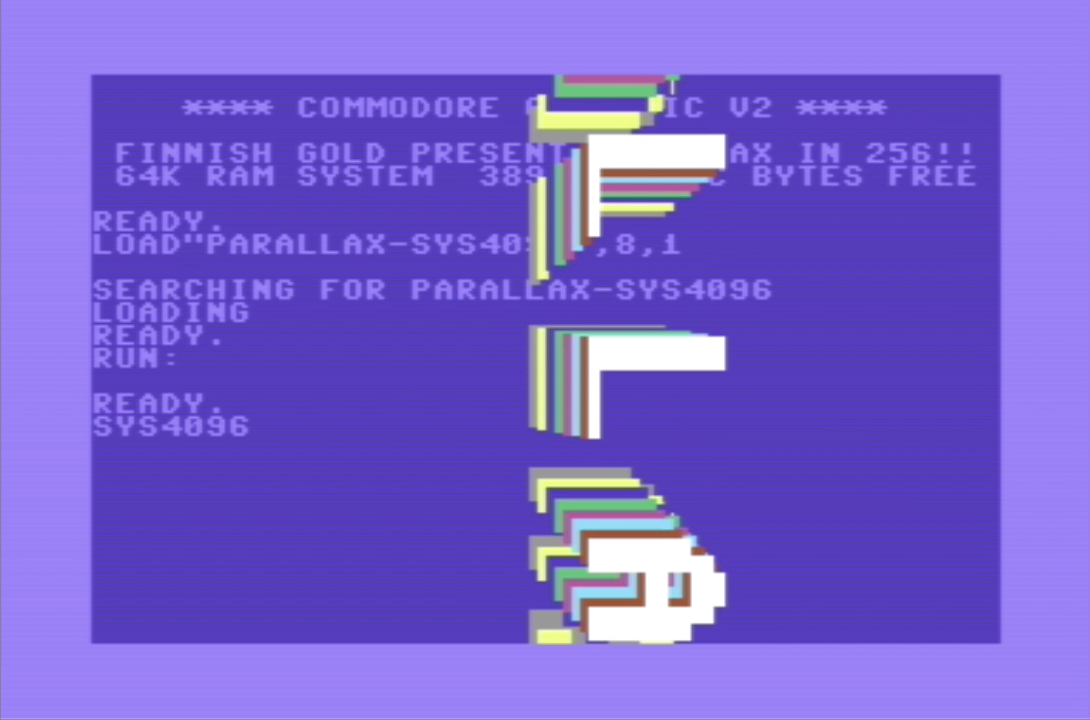 **** COMMODORE IC V2 ****
FINNISH GOLD PRESENT AX IN 256!!
64K RAM SYSTEM 389 BYTES FREE
READY.
LOAD"PARALLAX-SYS40 ,8,1
SEARCHING FOR PARALLAX-SYS4096
LOADING
READY.
RUN:
READY.
SYS4096